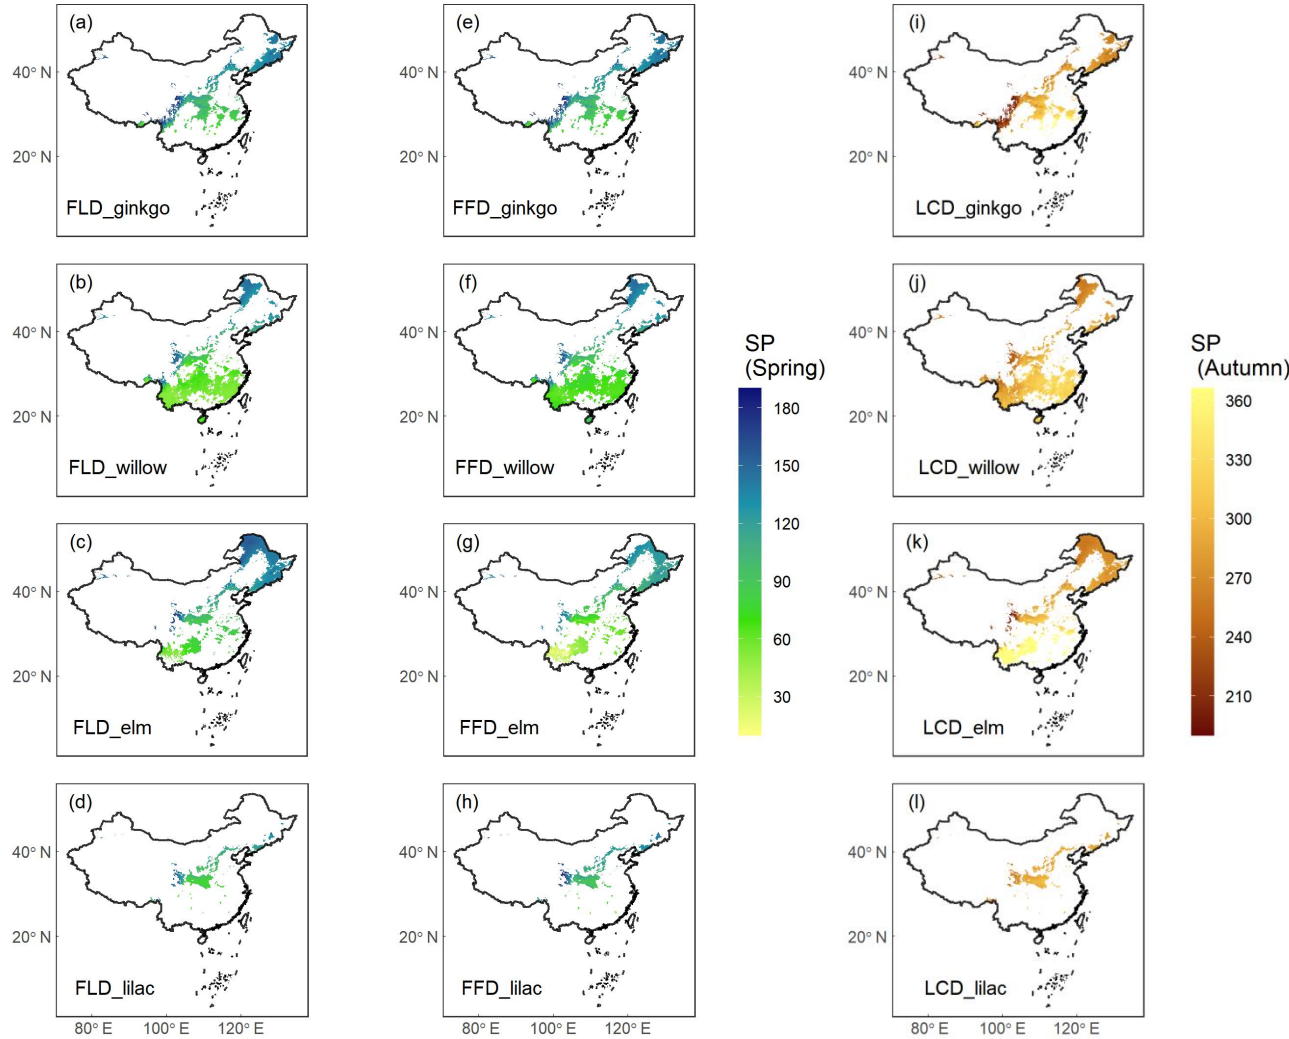 (a)
40° N
20° N
FLD_ginkgo
(e)
40° N
20° N
FFD_ginkgo
(i)
40° N
20° N
LCD_ginkgo
(b)
40° N
20° N
FLD_willow
(f)
40° N
20° N
FFD_willow
(j)
40° N
20° N
LCD_willow
SP
(Spring)
180
150
120
90
60
30
SP
(Autumn)
360
330
300
270
240
210
(c)
40° N
20° N
FLD_elm
(g)
40° N
20° N
FFD_elm
(k)
40° N
20° N
LCD_elm
(d)
40° N
20° N
FLD_lilac
80° E 100° E 120° E
(h)
40° N
20° N
FFD_lilac
80° E 100° E 120° E
(l)
40° N
20° N
LCD_lilac
80° E 100° E 120° E